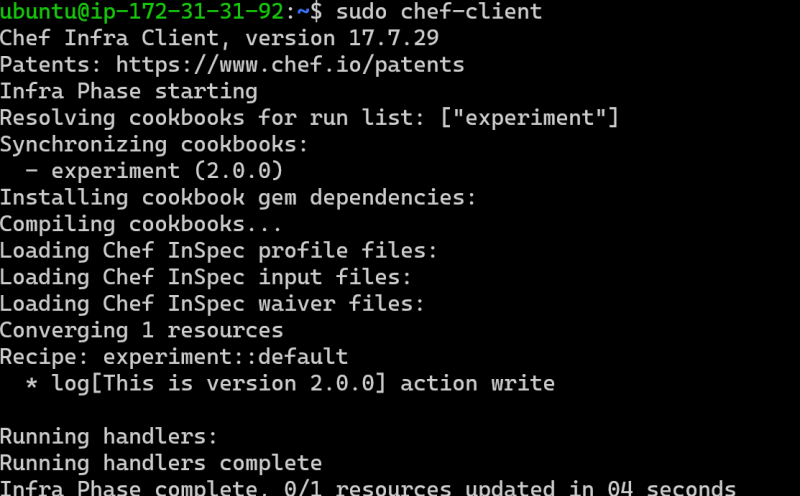 ubuntu@ip-172-31-31-92:~$ sudo chef-client
Chef Infra Client, version 17.7.29
Patents: https://www.chef.io/patents
Infra Phase starting
Resolving cookbooks for run list: ["experiment"]
Synchronizing cookbooks:
  - experiment (2.0.0)
Installing cookbook gem dependencies:
Compiling cookbooks...
Loading Chef InSpec profile files:
Loading Chef InSpec input files:
Loading Chef InSpec waiver files:
Converging 1 resources
Recipe: experiment::default
  * log[This is version 2.0.0] action write
Running handlers:
Running handlers complete
Infra Phase complete, 0/1 resources updated in 04 seconds